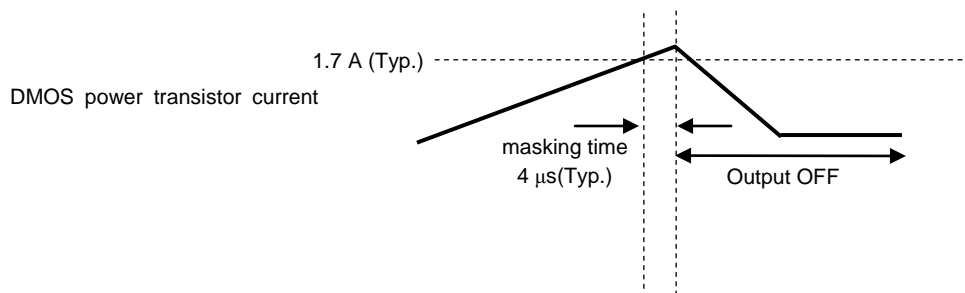 1.7 A (Typ.)
DMOS power transistor current
masking time
4 μs(Typ.)
Output OFF